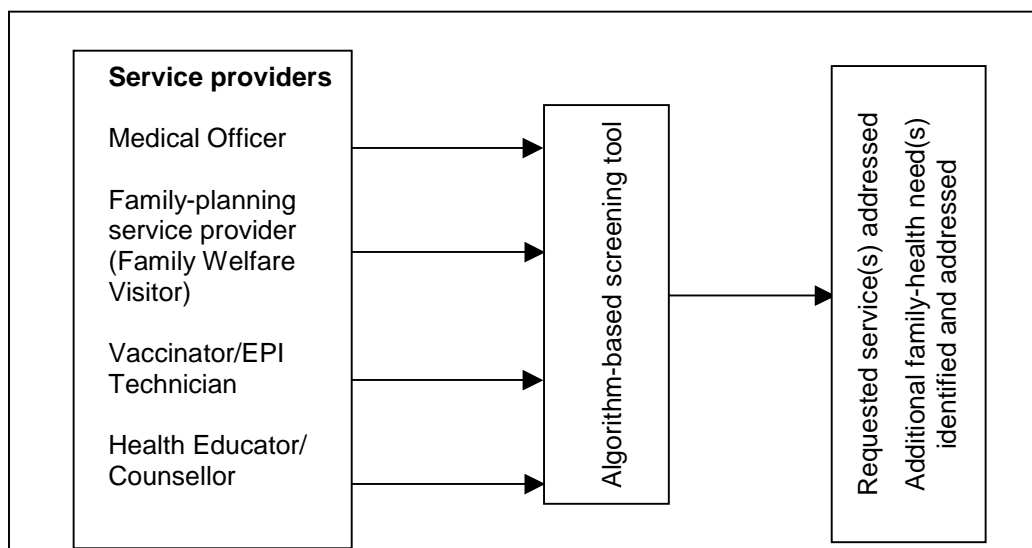 Service providers
Medical Officer
Family-planning
service provider
(Family Welfare
Visitor)
Vaccinator/EPI
Technician
Health Educator/
Counsellor
Algorithm-based screening tool
Requested service(s) addressed
Additional family-health need(s)
identified and addressed